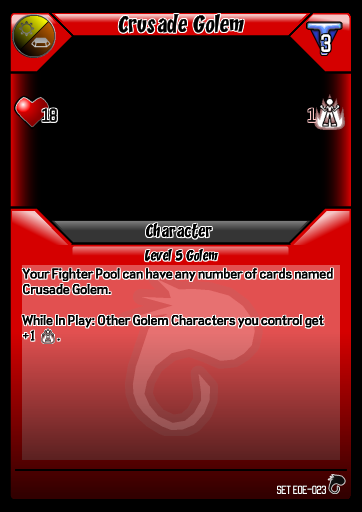 Crusade Golem
3
18
1
Character
Level 5 Golem
Your Fighter Pool can have any number of cards named
Crusade Golem.
While In Play: Other Golem Characters you control get
+1 .
SET EOE-023